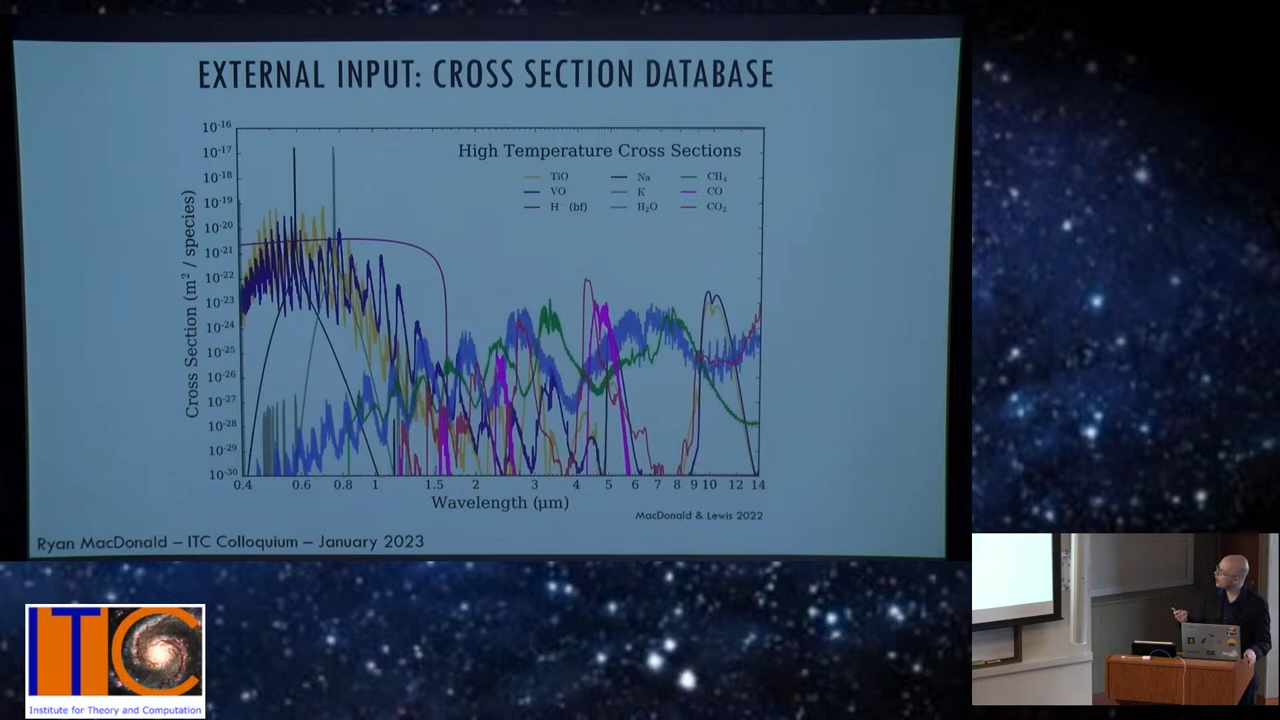 EXTERNAL INPUT: CROSS SECTION DATABASE
High Temperature Cross Sections
TiO
VO
H⁻ (bf)
Na
K
H₂O
CH₄
CO
CO₂
Cross Section (m² / species)
10⁻¹⁶
10⁻¹⁷
10⁻¹⁸
10⁻¹⁹
10⁻²⁰
10⁻²¹
10⁻²²
10⁻²³
10⁻²⁴
10⁻²⁵
10⁻²⁶
10⁻²⁷
10⁻²⁸
10⁻²⁹
10⁻³⁰
0.4 0.6 0.8 1 1.5 2 3 4 5 6 7 8 9 10 12 14
Wavelength (μm)
MacDonald & Lewis 2022
Ryan MacDonald – ITC Colloquium – January 2023
ITC
Institute for Theory and Computation